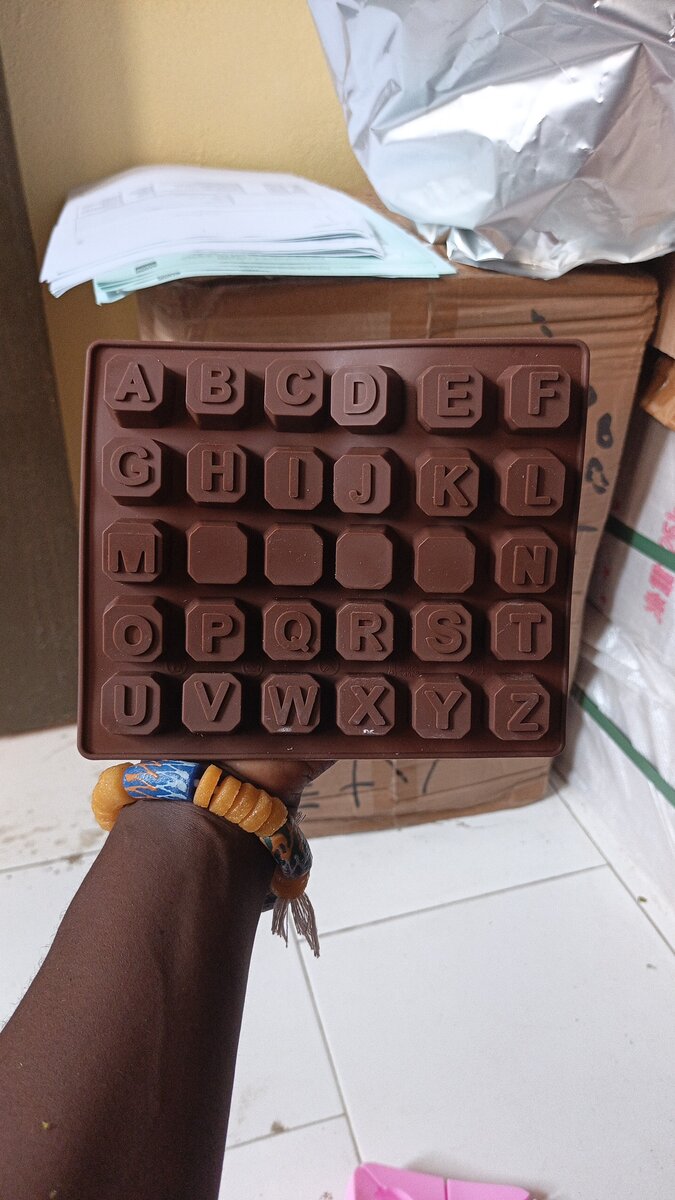 A B C D E F
G H I J K L
M N
O P Q R S T
U V W X Y Z